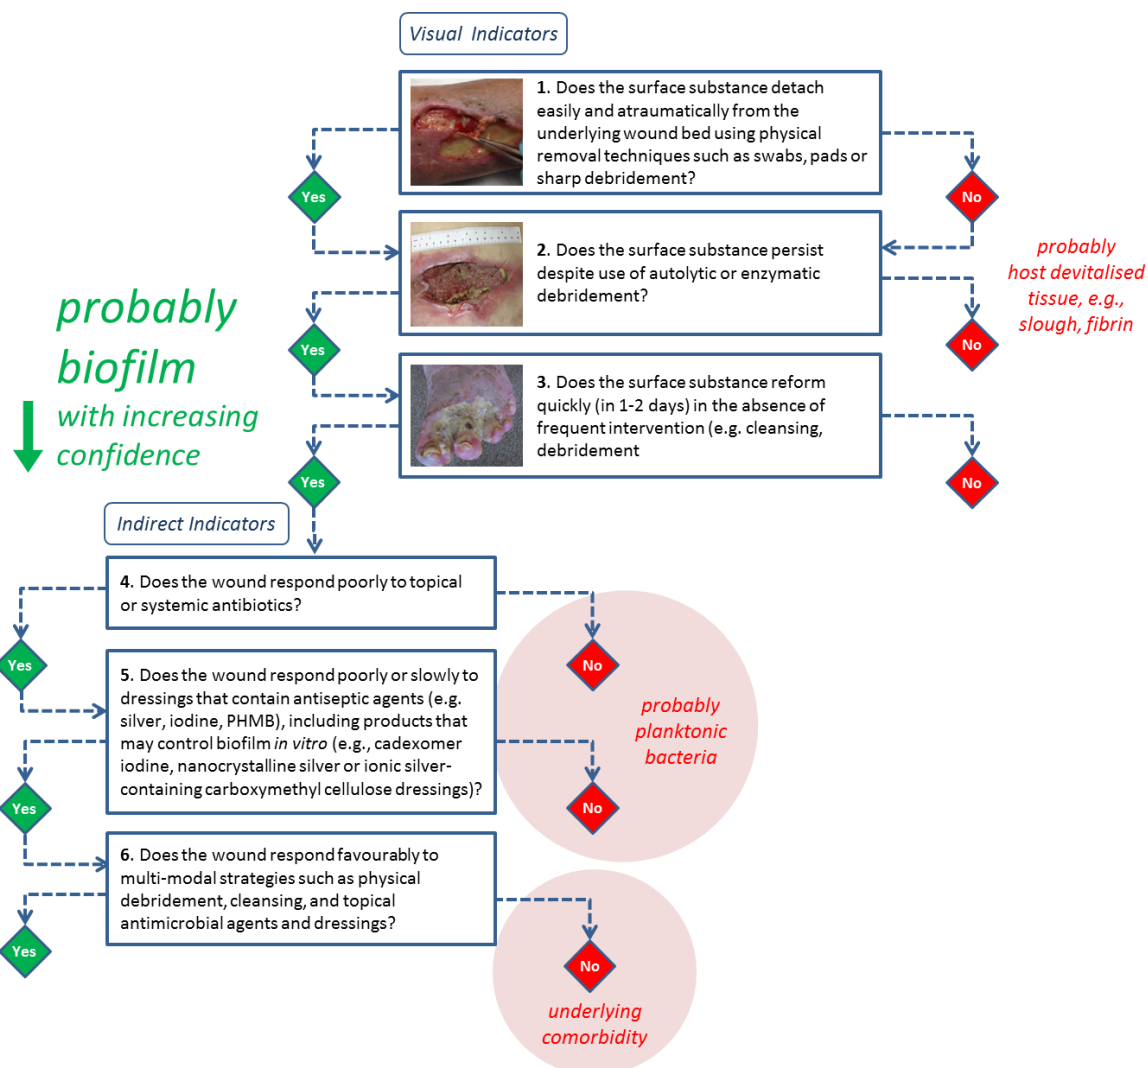 Visual Indicators
1. Does the surface substance detach
easily and atraumatically from the
underlying wound bed using physical
removal techniques such as swabs, pads or
sharp debridement?
Yes
No
2. Does the surface substance persist
despite use of autolytic or enzymatic
debridement?
probably
host devitalised
tissue, e.g.,
slough, fibrin
Yes
No
probably
biofilm
with increasing
confidence
3. Does the surface substance reform
quickly (in 1-2 days) in the absence of
frequent intervention (e.g. cleansing,
debridement
Yes
No
Indirect Indicators
4. Does the wound respond poorly to topical
or systemic antibiotics?
Yes
No
5. Does the wound respond poorly or slowly to
dressings that contain antiseptic agents (e.g.
silver, iodine, PHMB), including products that
may control biofilm in vitro (e.g., cadexomer
iodine, nanocrystalline silver or ionic silver-
containing carboxymethyl cellulose dressings)?
probably
planktonic
bacteria
Yes
No
6. Does the wound respond favourably to
multi-modal strategies such as physical
debridement, cleansing, and topical
antimicrobial agents and dressings?
Yes
No
underlying
comorbidity